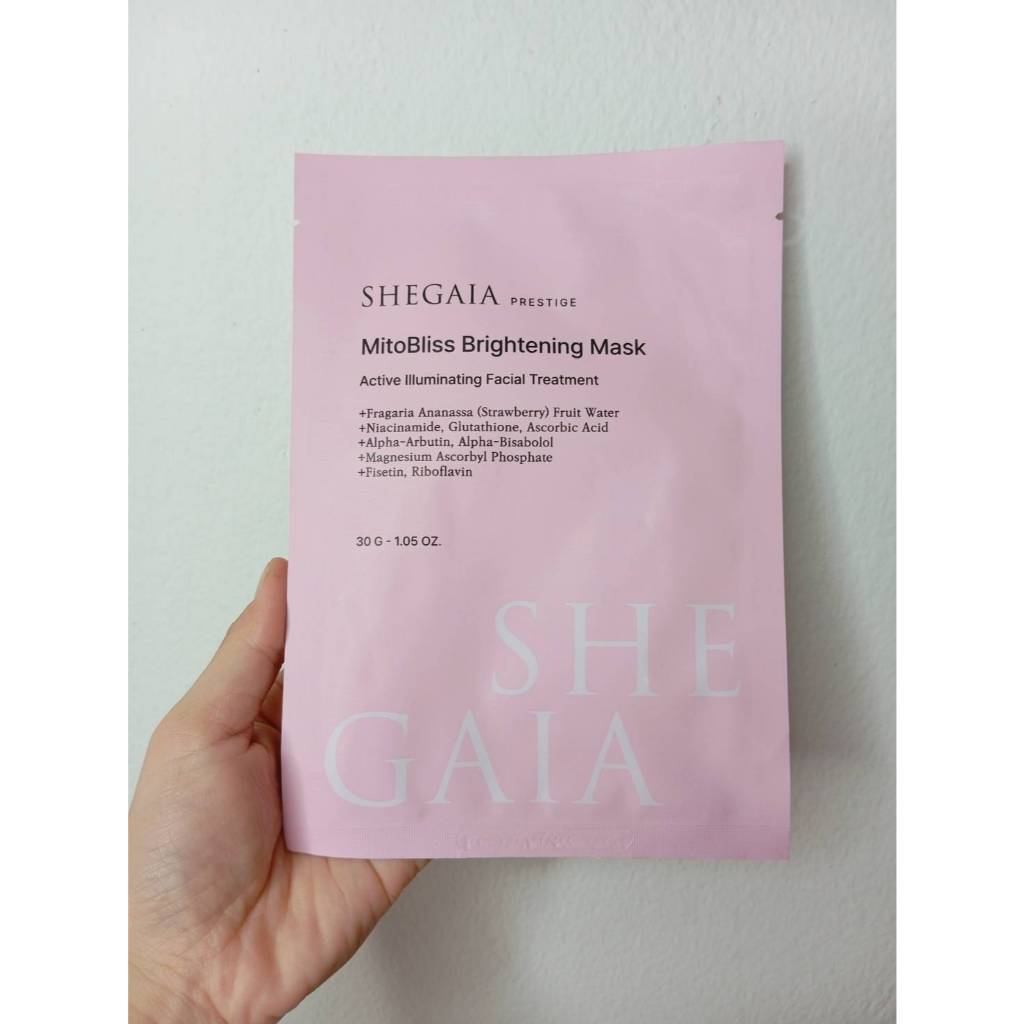 SHEGAIA PRESTIGE
MitoBliss Brightening Mask
Active Illuminating Facial Treatment
+Fragaria Ananassa (Strawberry) Fruit Water
+Niacinamide, Glutathione, Ascorbic Acid
+Alpha-Arbutin, Alpha-Bisabolol
+Magnesium Ascorbyl Phosphate
+Fisetin, Riboflavin
30 G - 1.05 OZ.
SHE
GAIA